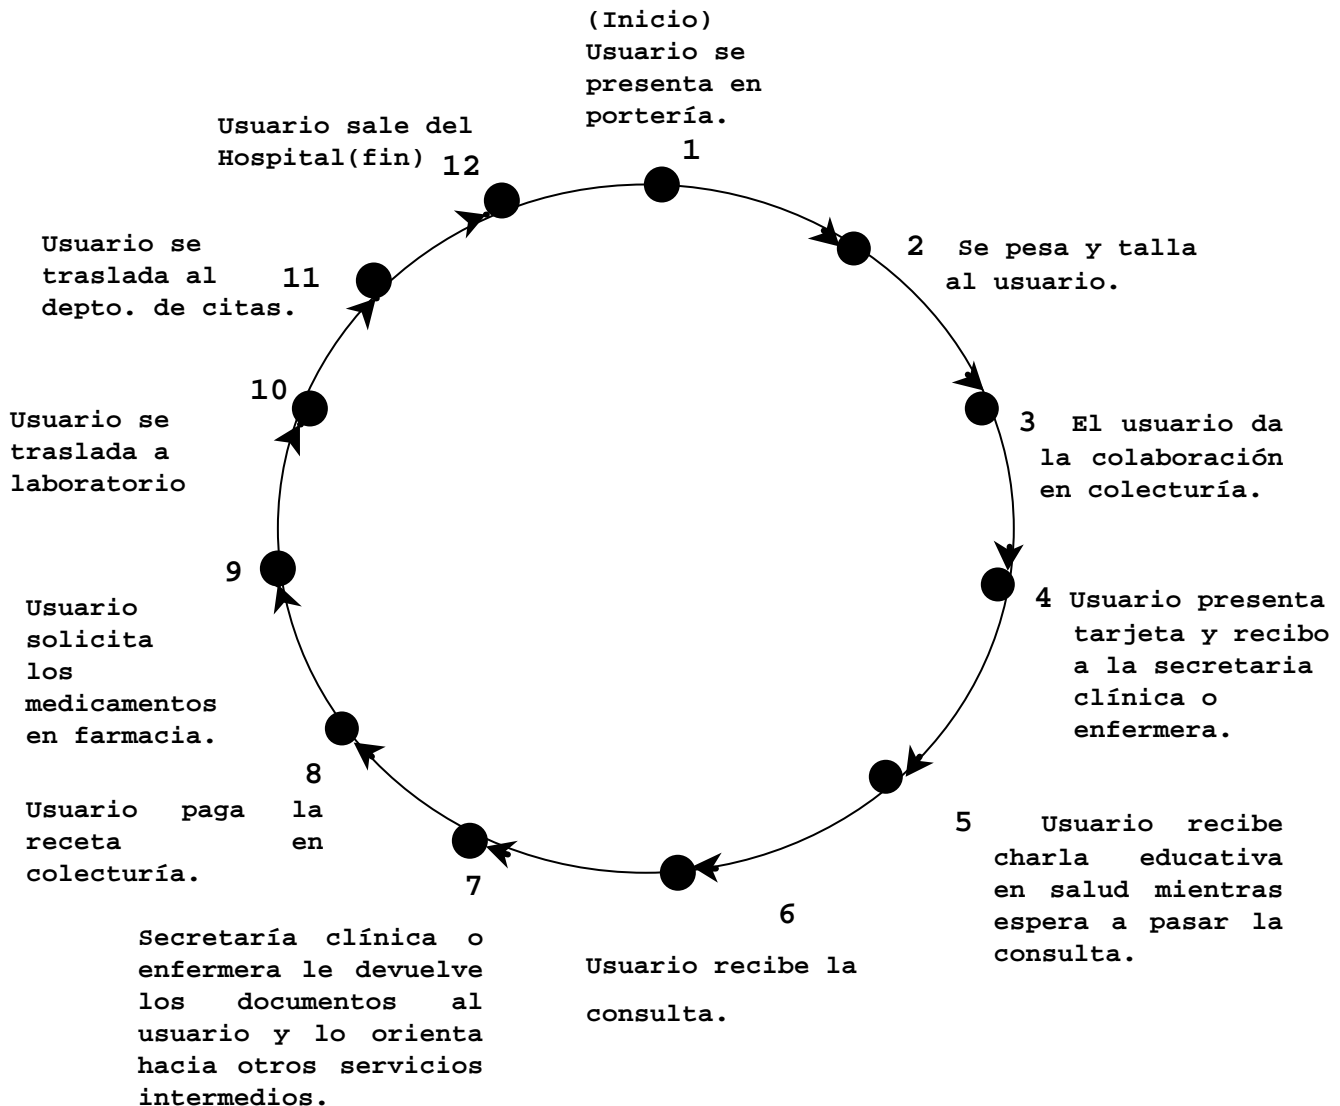 (Inicio)
Usuario se
presenta en
portería.
1
2 Se pesa y talla
al usuario.
3 El usuario da
la colaboración
en colecturía.
4 Usuario presenta
tarjeta y recibo
a la secretaria
clínica o
enfermera.
5 Usuario recibe
charla educativa
en salud mientras
espera a pasar la
consulta.
6
Usuario recibe la
consulta.
7
Secretaría clínica o
enfermera le devuelve
los documentos al
usuario y lo orienta
hacia otros servicios
intermedios.
8
Usuario paga la
receta en
colecturía.
9
Usuario
solicita
los
medicamentos
en farmacia.
10
Usuario se
traslada a
laboratorio
Usuario se
traslada al 11
depto. de citas.
Usuario sale del
Hospital(fin) 12